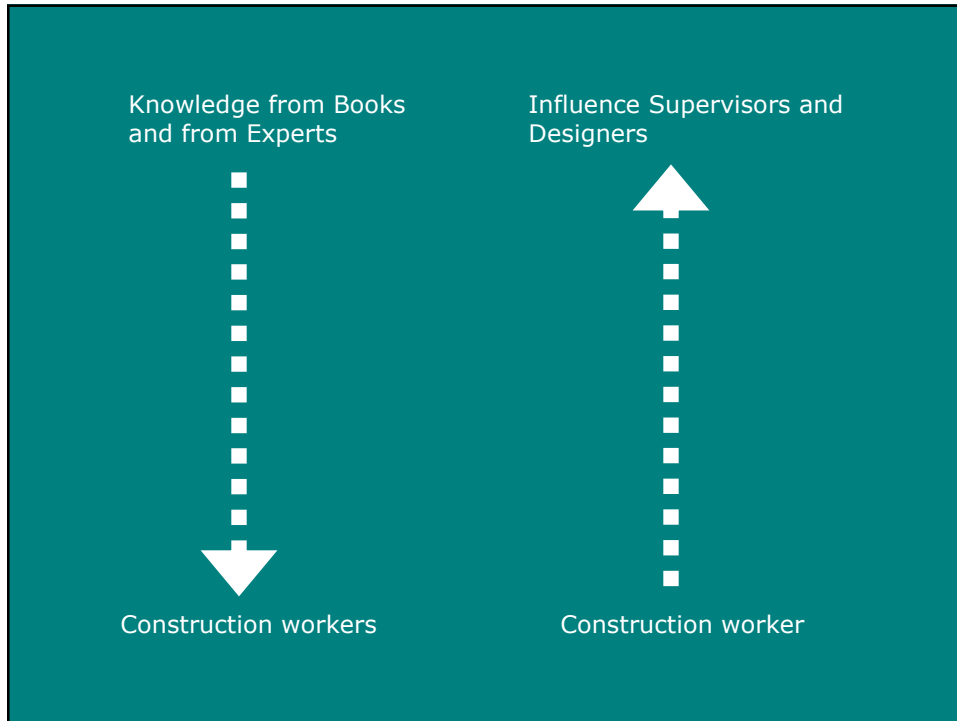 Knowledge from Books
and from Experts
Influence Supervisors and
Designers
Construction workers
Construction worker